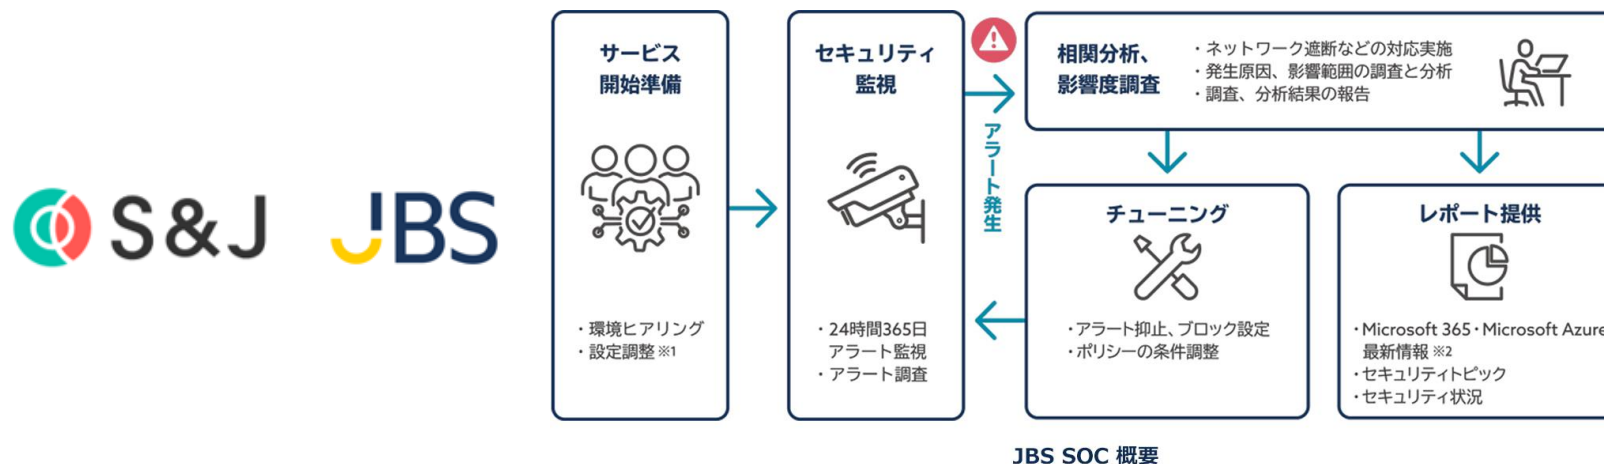 S&J
JBS
サービス
開始準備
・環境ヒアリング
・設定調整 ※1
セキュリティ
監視
・24時間365日
アラート監視
・アラート調査
アラート発生
相関分析、
影響度調査
・ネットワーク遮断などの対応実施
・発生原因、影響範囲の調査と分析
・調査、分析結果の報告
チューニング
・アラート抑止、ブロック設定
・ポリシーの条件調整
レポート提供
・Microsoft 365・Microsoft Azure
最新情報 ※2
・セキュリティトピック
・セキュリティ状況
JBS SOC 概要